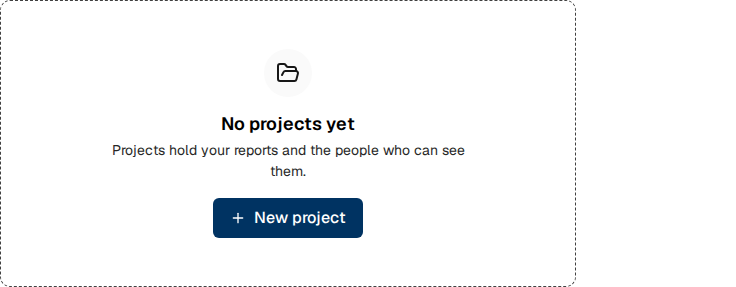 No projects yet
Projects hold your reports and the people who can see
them.
New project